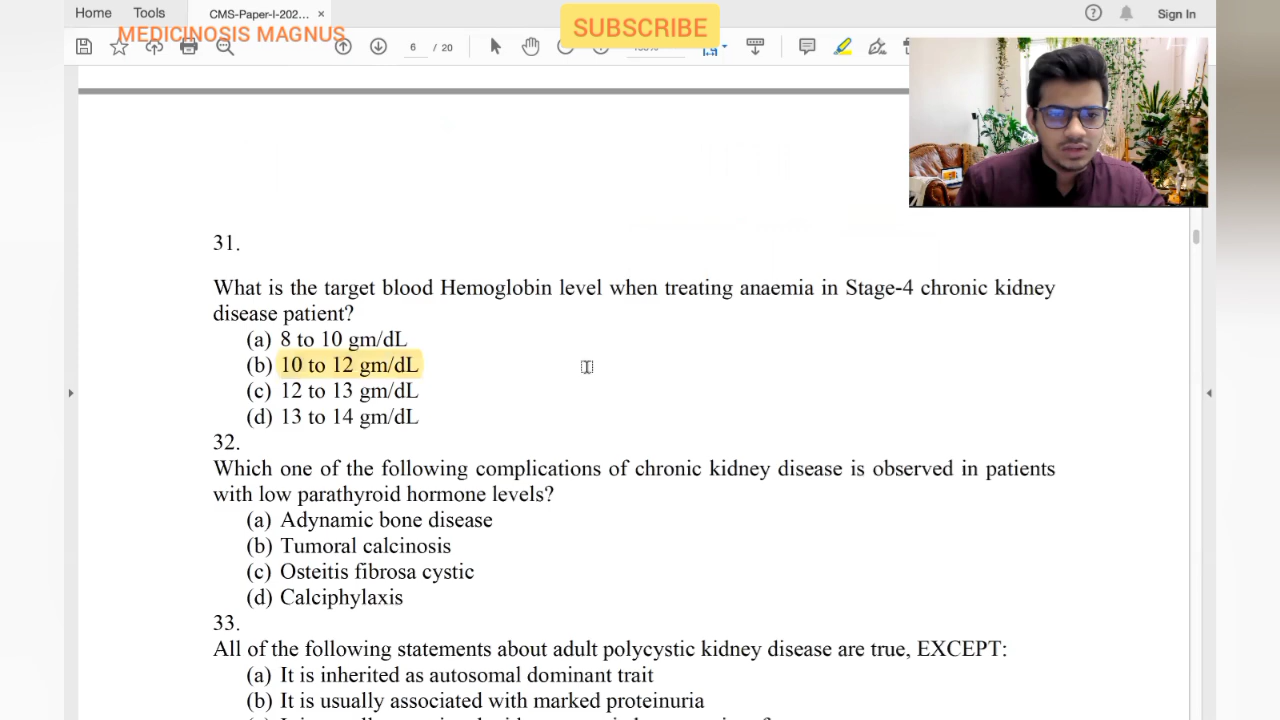 Home Tools CMS-Paper-I-202... × Sign In
MEDICINOSIS MAGNUS
SUBSCRIBE
6 / 20
31.
What is the target blood Hemoglobin level when treating anaemia in Stage-4 chronic kidney
disease patient?
(a) 8 to 10 gm/dL
(b) 10 to 12 gm/dL
(c) 12 to 13 gm/dL
(d) 13 to 14 gm/dL
32.
Which one of the following complications of chronic kidney disease is observed in patients
with low parathyroid hormone levels?
(a) Adynamic bone disease
(b) Tumoral calcinosis
(c) Osteitis fibrosa cystic
(d) Calciphylaxis
33.
All of the following statements about adult polycystic kidney disease are true, EXCEPT:
(a) It is inherited as autosomal dominant trait
(b) It is usually associated with marked proteinuria